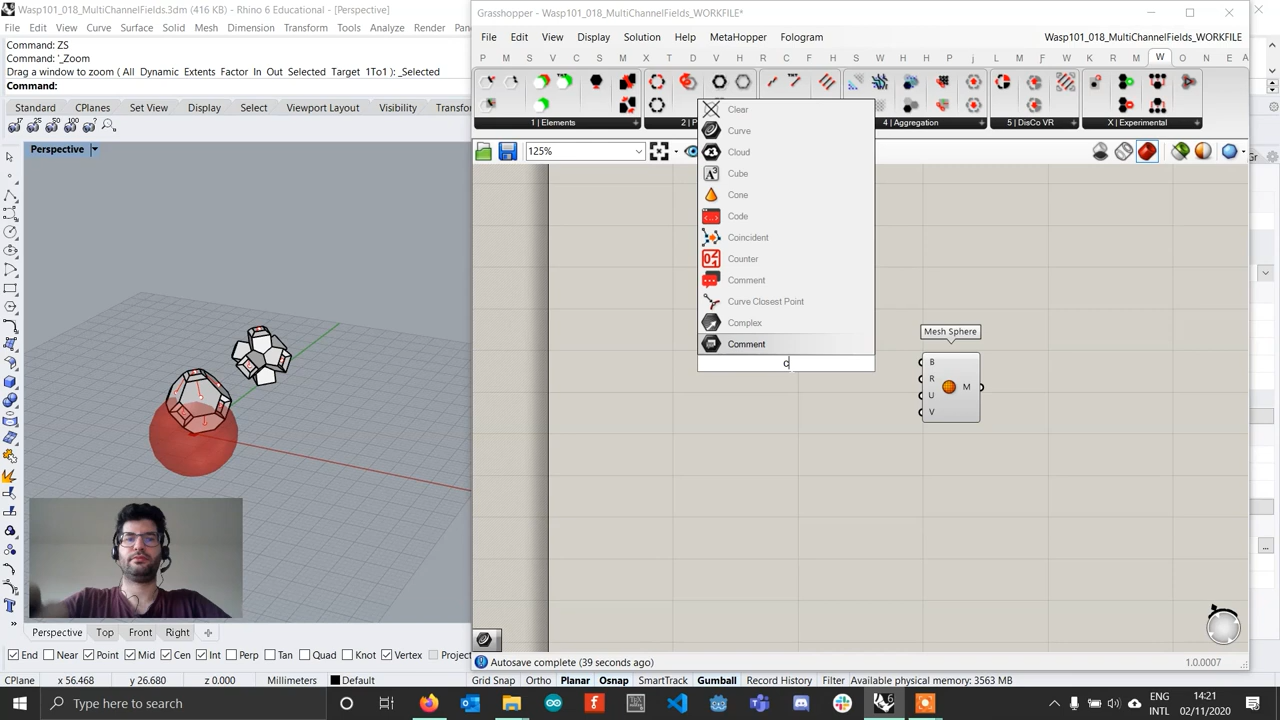 Wasp101_018_MultiChannelFields.3dm (416 KB) - Rhino 6 Educational - [Perspective]
File Edit View Curve Surface Solid Mesh Dimension Transform Tools Analyze Render
Command: ZS
Command: '_Zoom
Drag a window to zoom ( All Dynamic Extents Factor In Out Selected Target 1To1 ): _Selected
Command:
Standard CPlanes Set View Display Select Viewport Layout Visibility Transfor
Perspective
Grasshopper - Wasp101_018_MultiChannelFields_WORKFILE*
File Edit View Display Solution Help MetaHopper Fologram
Wasp101_018_MultiChannelFields_WORKFILE
P M S V C I M X T D P V K B L C R F S W L H P j W O N R E A
1 | Elements
2 | P
4 | Aggregation
5 | DisCo VR
X | Experimental
125%
Clear
Curve
Cloud
Cube
Cone
Code
Coincident
Counter
Comment
Curve Closest Point
Complex
Comment
c
Mesh Sphere
B
R
U
V
M
Autosave complete (39 seconds ago)
1.0.0007
Perspective Top Front Right
End Near Point Mid Cen Int Perp Tan Quad Knot Vertex Project
CPlane x 56.468 y 26.680 z 0.000 Millimeters Default Grid Snap Ortho Planar Osnap SmartTrack Gumball Record History Filter Available physical memory: 3563 MB
Type here to search
ENG
14:21
02/11/2020